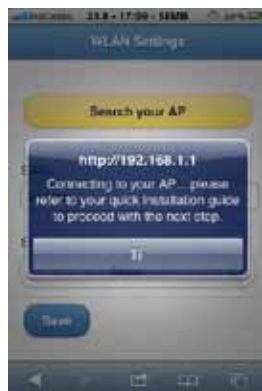 WLAN Settings
Search your AP
http://192.168.1.1
Connecting to your AP... please
refer to your quick installation guide
to proceed with the next step.
Save